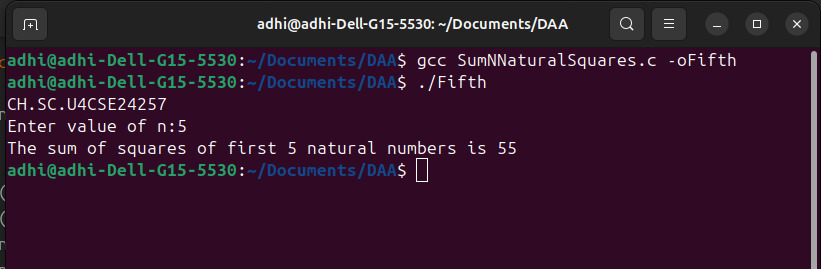 adhi@adhi-Dell-G15-5530: ~/Documents/DAA
adhi@adhi-Dell-G15-5530:~/Documents/DAA$ gcc SumNNaturalSquares.c -oFifth
adhi@adhi-Dell-G15-5530:~/Documents/DAA$ ./Fifth
CH.SC.U4CSE24257
Enter value of n:5
The sum of squares of first 5 natural numbers is 55
adhi@adhi-Dell-G15-5530:~/Documents/DAA$